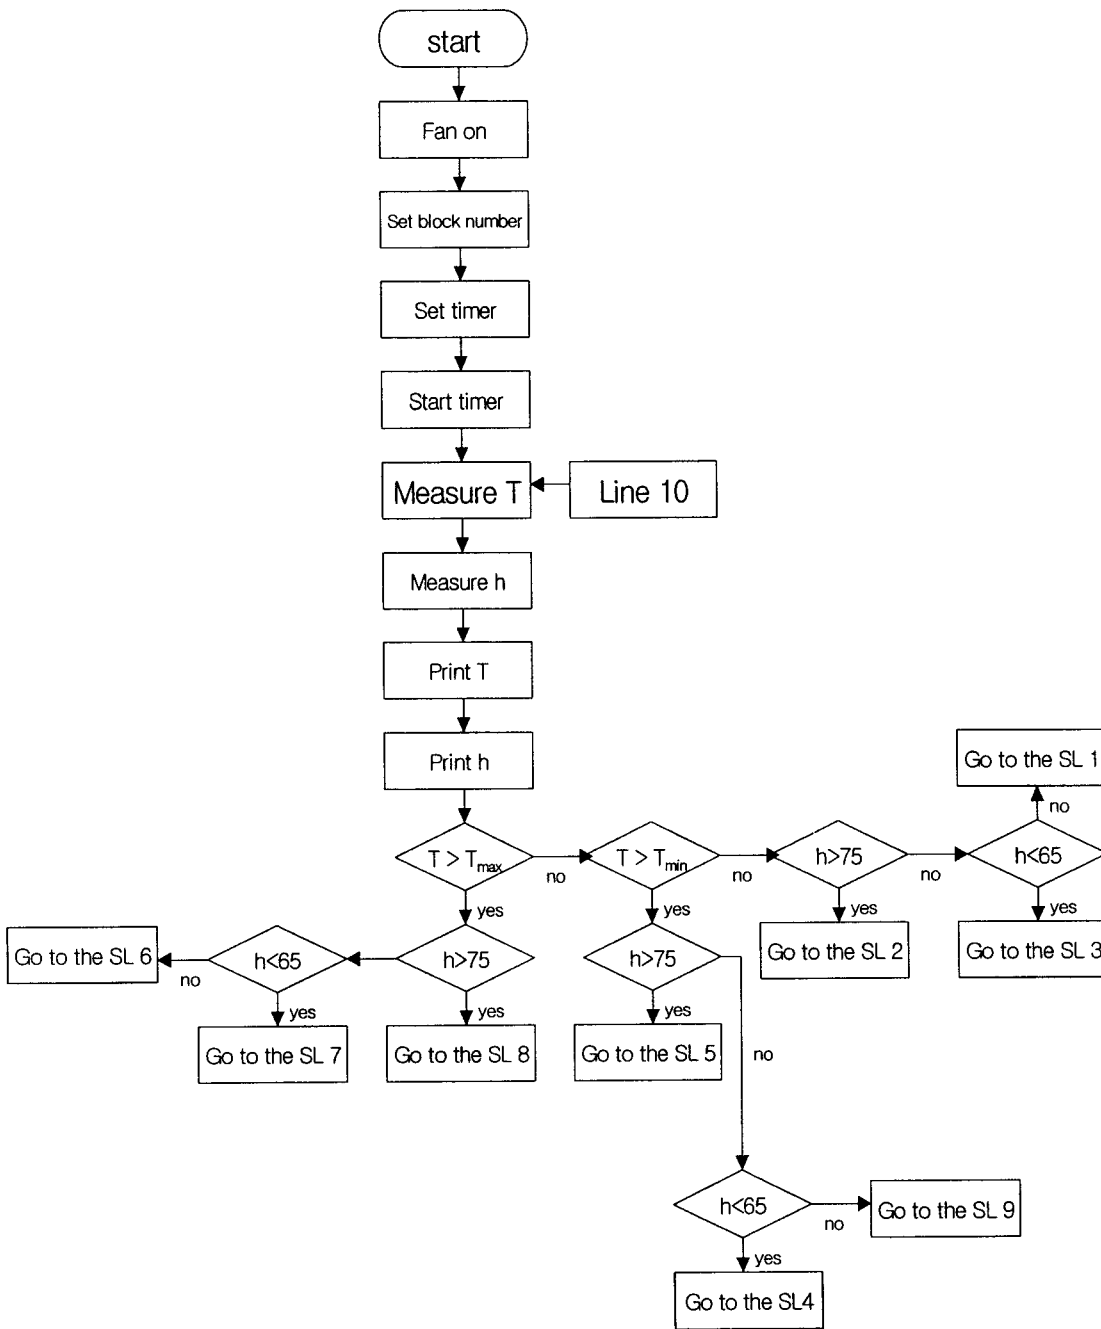 start
Fan on
Set block number
Set timer
Start timer
Measure T
Line 10
Measure h
Print T
Print h
Go to the SL 1
no
T > Tmax
no
T > Tmin
no
h>75
no
h<65
yes
yes
yes
yes
Go to the SL 6
no
h<65
h>75
h>75
Go to the SL 2
Go to the SL 3
yes
yes
yes
Go to the SL 7
Go to the SL 8
Go to the SL 5
no
h<65
no
Go to the SL 9
yes
Go to the SL4